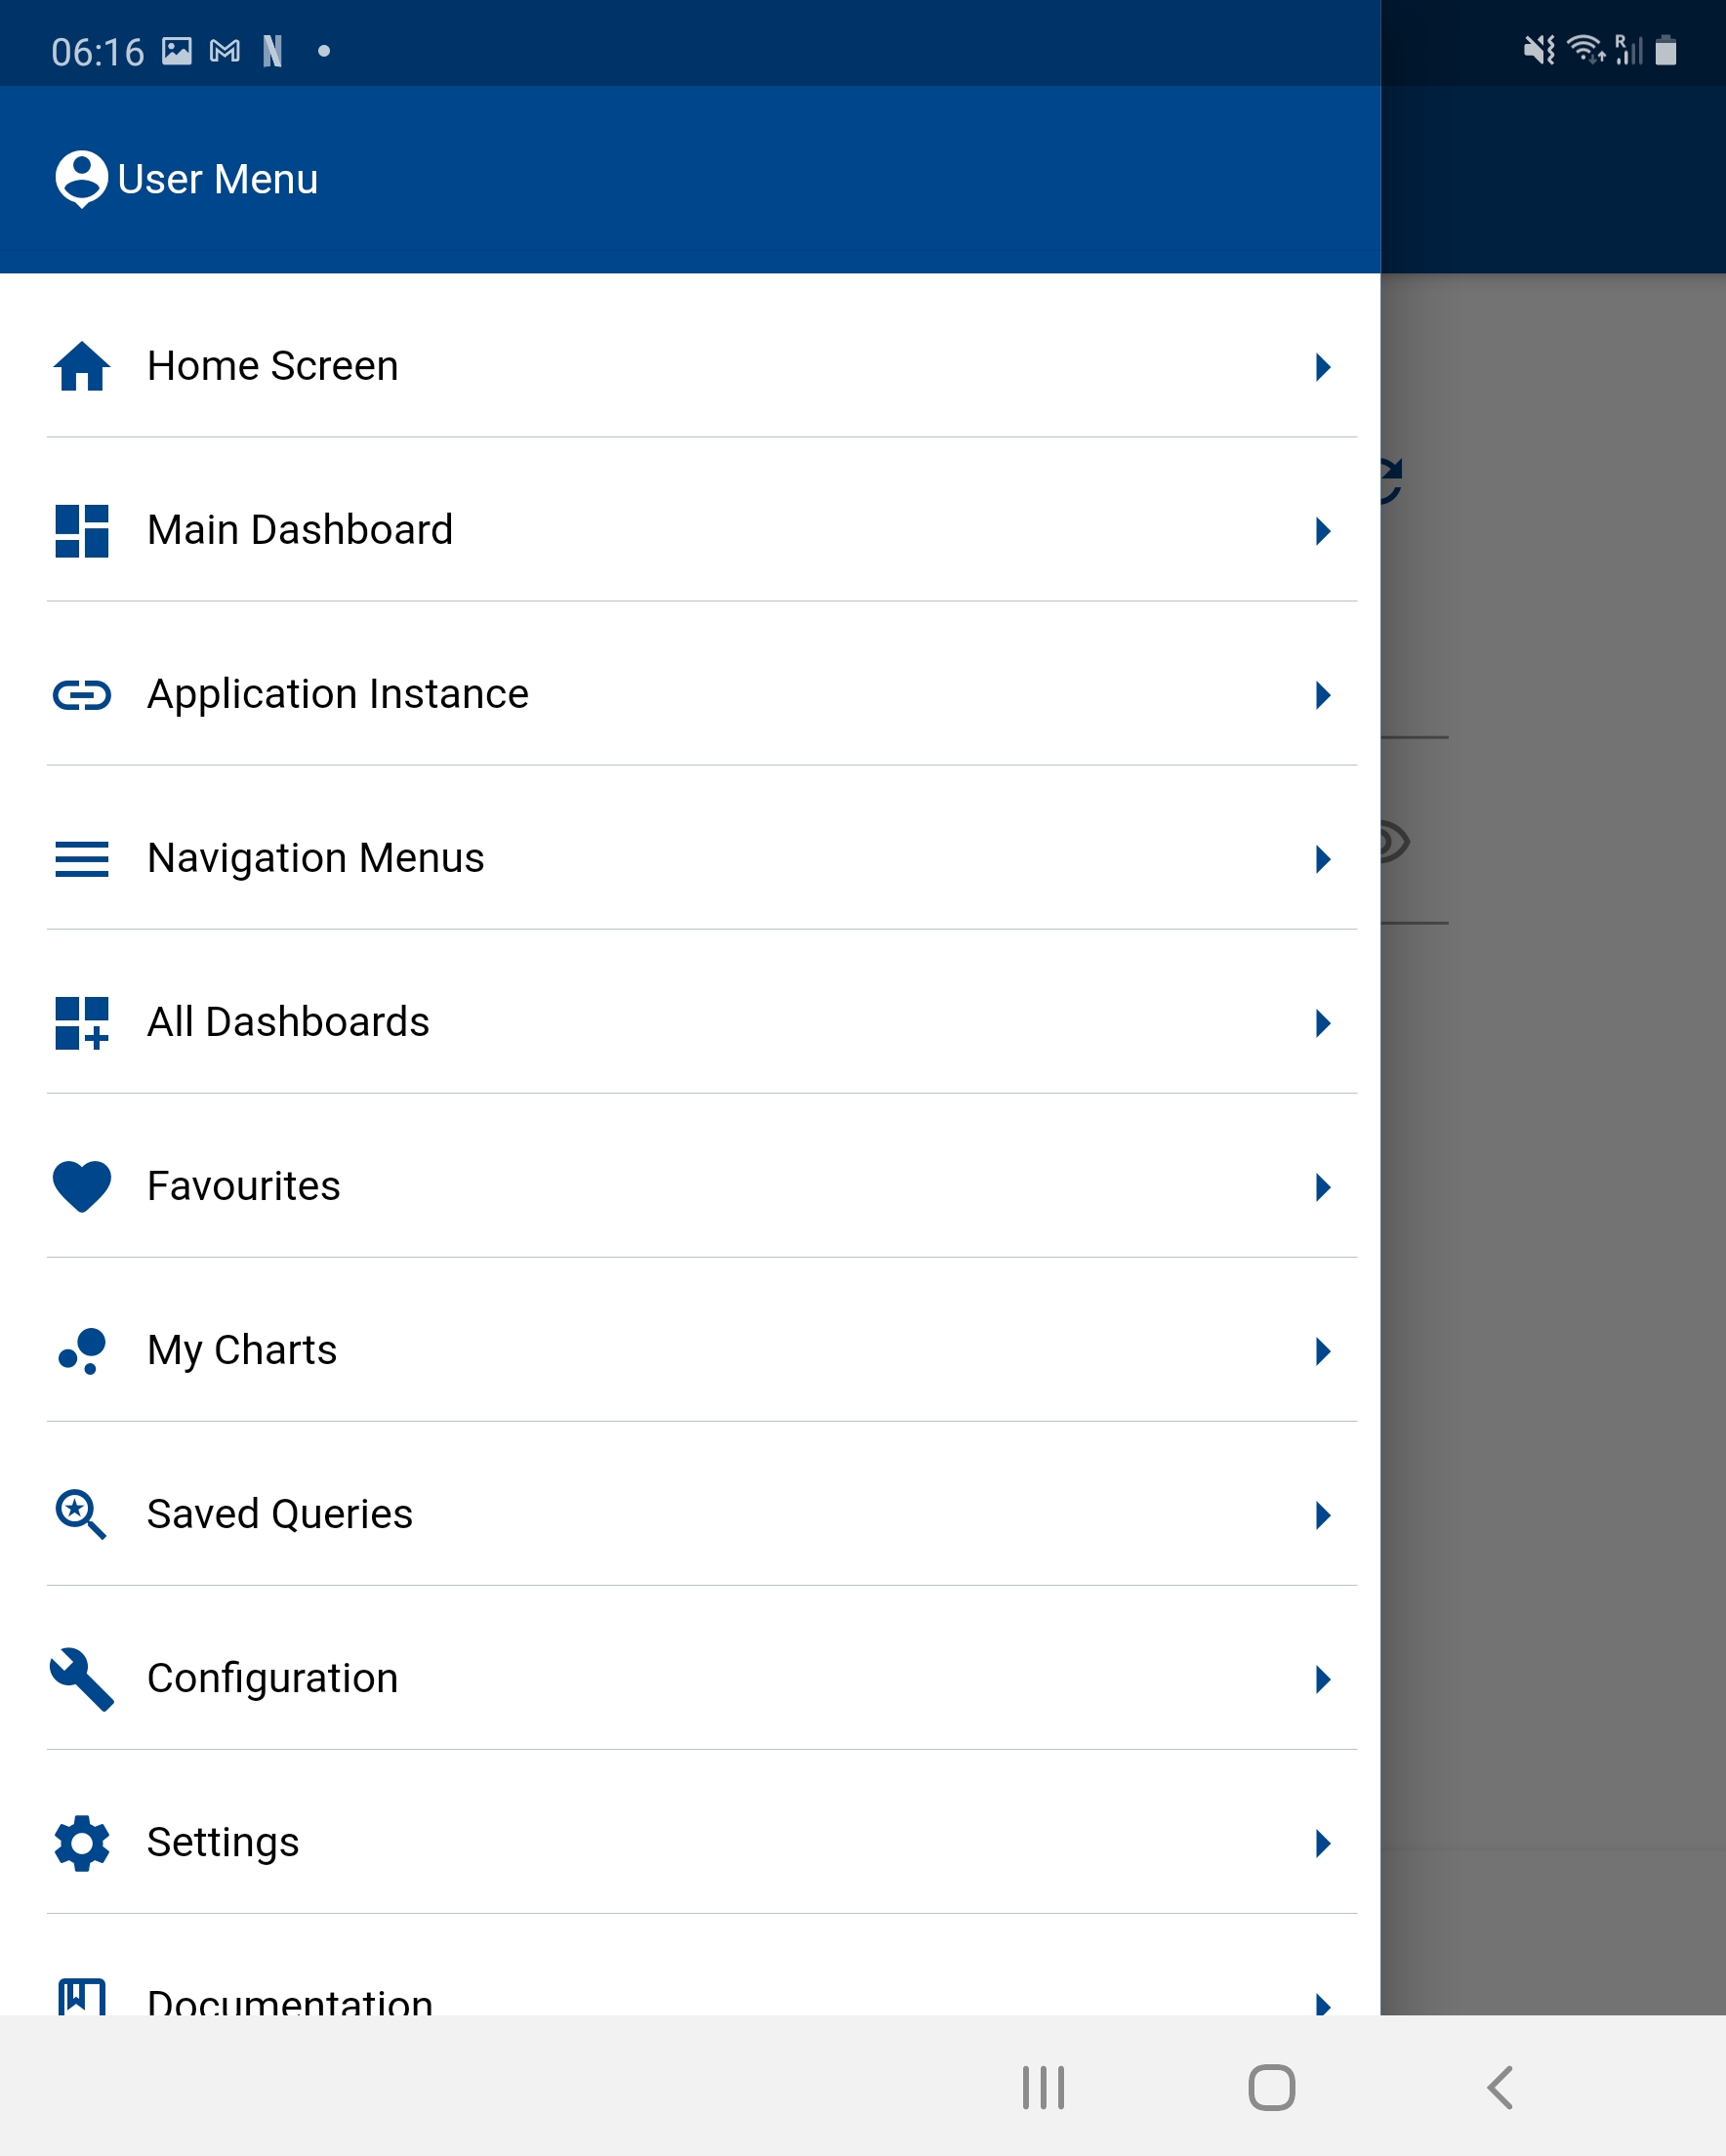 06:16
R
User Menu
Home Screen
Main Dashboard
Application Instance
Navigation Menus
All Dashboards
Favourites
My Charts
Saved Queries
Configuration
Settings
Documentation